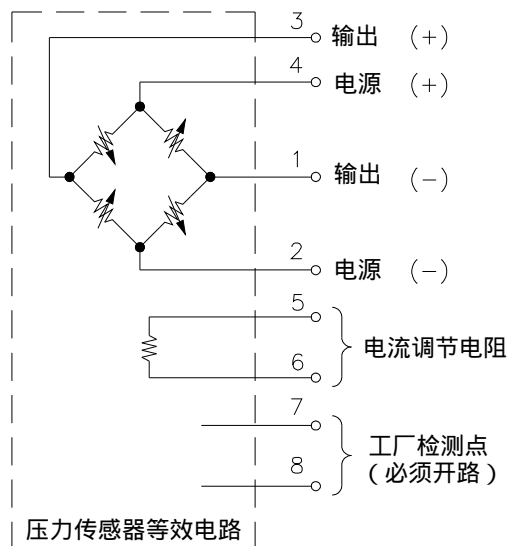 3 输出 (+)
4 电源 (+)
1 输出 (-)
2 电源 (-)
5
电流调节电阻
6
7
工厂检测点
8 (必须开路)
压力传感器等效电路